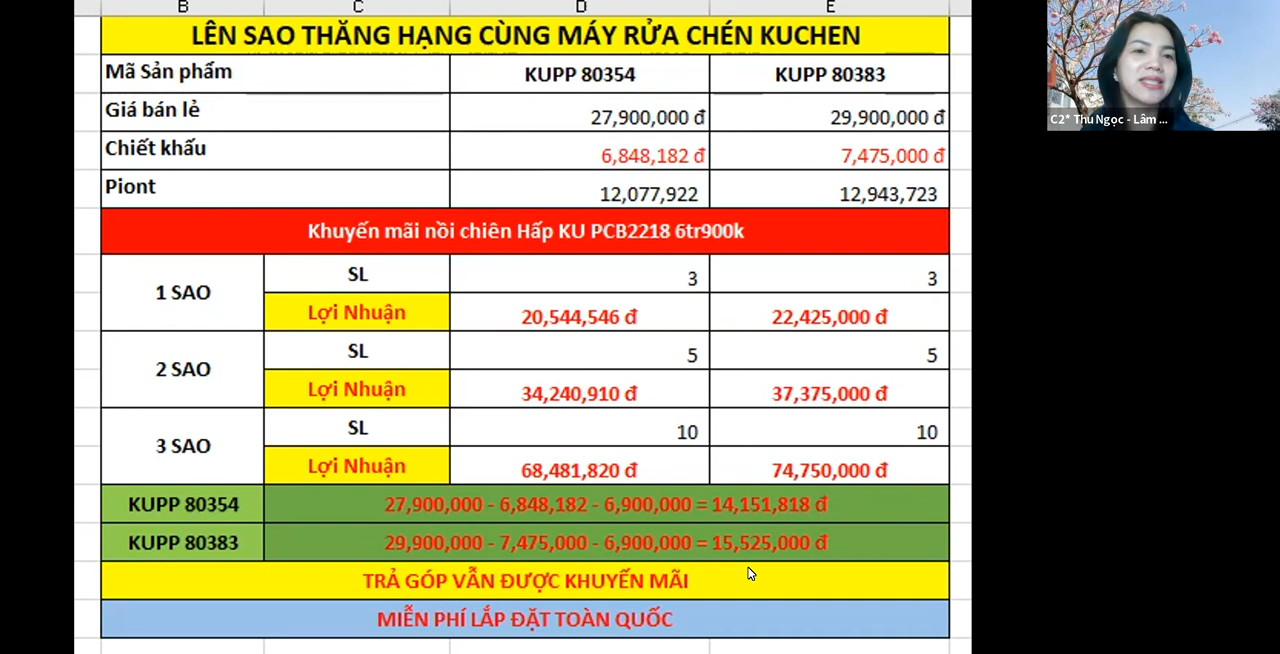 B C D E
LÊN SAO THĂNG HẠNG CÙNG MÁY RỬA CHÉN KUCHEN
Mã Sản phẩm KUPP 80354 KUPP 80383
Giá bán lẻ 27,900,000 đ 29,900,000 đ
Chiết khấu 6,848,182 đ 7,475,000 đ
Piont 12,077,922 12,943,723
Khuyến mãi nồi chiên Hấp KU PCB2218 6tr900k
1 SAO SL 3 3
Lợi Nhuận 20,544,546 đ 22,425,000 đ
2 SAO SL 5 5
Lợi Nhuận 34,240,910 đ 37,375,000 đ
3 SAO SL 10 10
Lợi Nhuận 68,481,820 đ 74,750,000 đ
KUPP 80354 27,900,000 - 6,848,182 - 6,900,000 = 14,151,818 đ
KUPP 80383 29,900,000 - 7,475,000 - 6,900,000 = 15,525,000 đ
TRẢ GÓP VẪN ĐƯỢC KHUYẾN MÃI
MIỄN PHÍ LẮP ĐẶT TOÀN QUỐC
C2* Thu Ngọc - Lâm ...